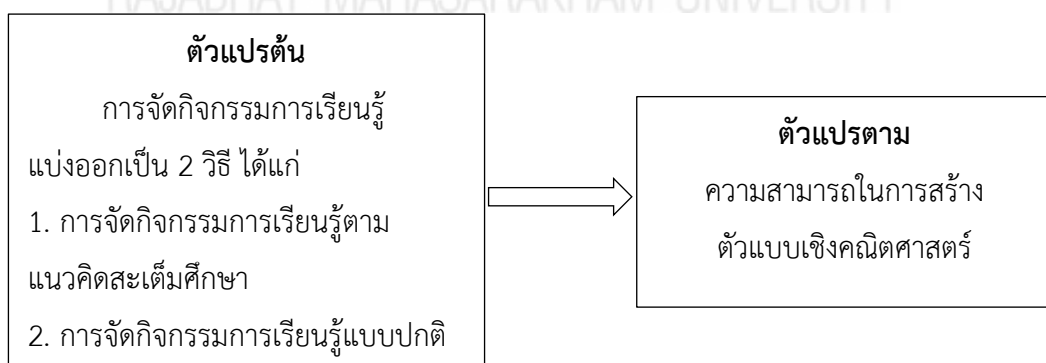 RAJABHAT MAHASARAKHAM UNIVERSITY
ตัวแปรต้น
การจัดกิจกรรมการเรียนรู้
แบ่งออกเป็น 2 วิธี ได้แก่
1. การจัดกิจกรรมการเรียนรู้ตาม
แนวคิดสะเต็มศึกษา
2. การจัดกิจกรรมการเรียนรู้แบบปกติ
ตัวแปรตาม
ความสามารถในการสร้าง
ตัวแบบเชิงคณิตศาสตร์